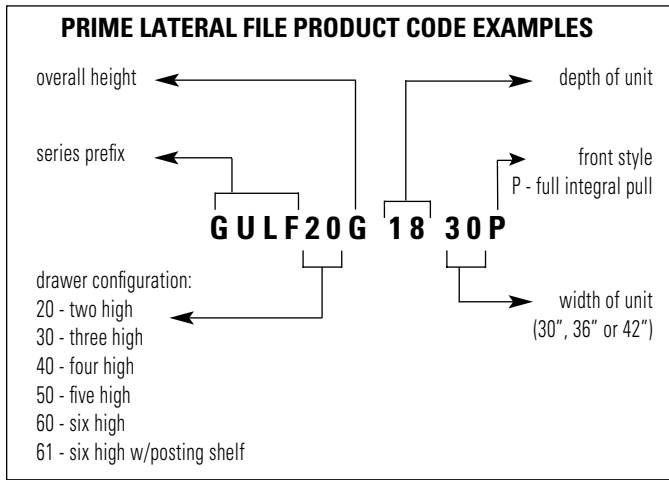 PRIME LATERAL FILE PRODUCT CODE EXAMPLES
overall height
depth of unit
series prefix
front style
P - full integral pull
GULF20G 18 30P
drawer configuration:
20 - two high
30 - three high
40 - four high
50 - five high
60 - six high
61 - six high w/posting shelf
width of unit
(30”, 36” or 42”)